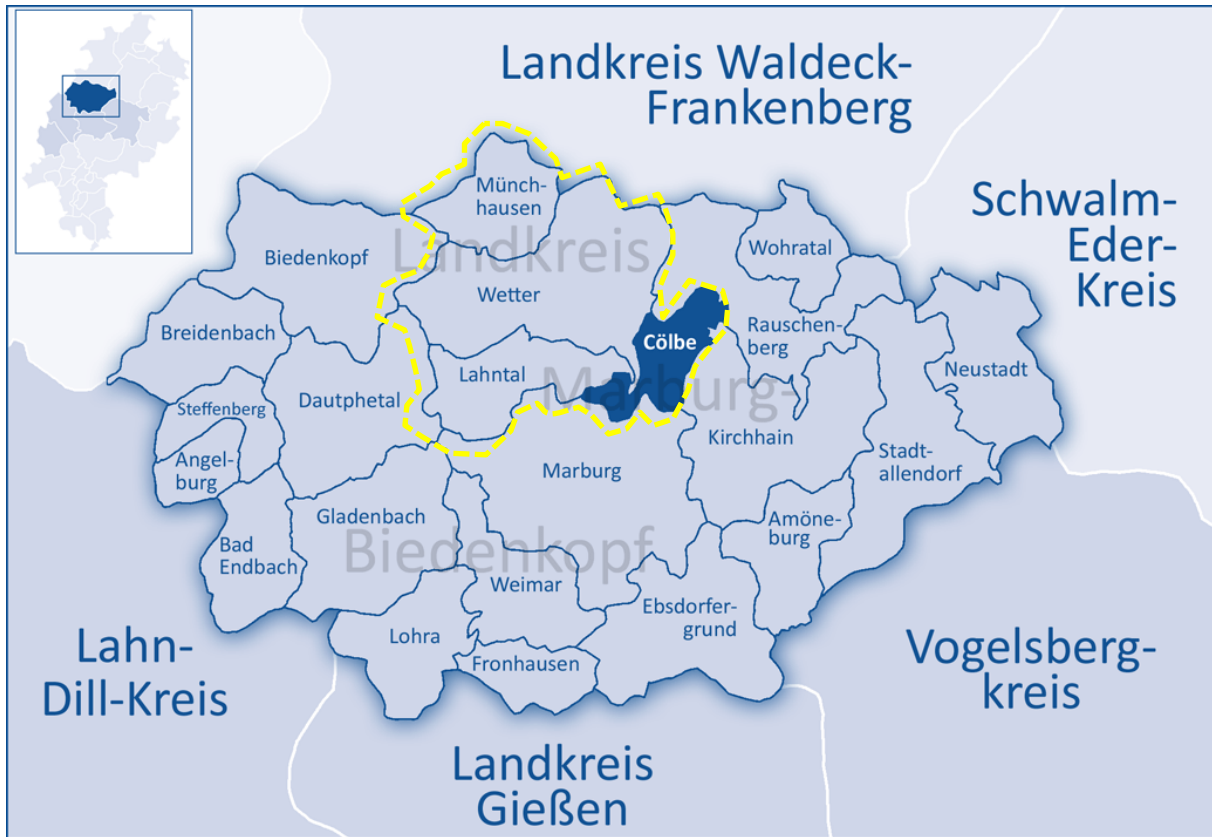 Landkreis Waldeck-
Frankenberg
Schwalm-
Eder-
Kreis
Münch-
hausen
Landkreis
Wohratal
Biedenkopf
Wetter
Breidenbach
Rauschen-
berg
Cölbe
Neustadt
Lahntal
Marburg-
Steffenberg
Dautphetal
Kirchhain
Stadt-
allendorf
Angel-
burg
Marburg
Gladenbach
Amöne-
burg
Bad
Endbach
Biedenkopf
Weimar
Ebsdorfer-
grund
Lohra
Fronhausen
Lahn-
Dill-Kreis
Vogelsberg-
kreis
Landkreis
Gießen